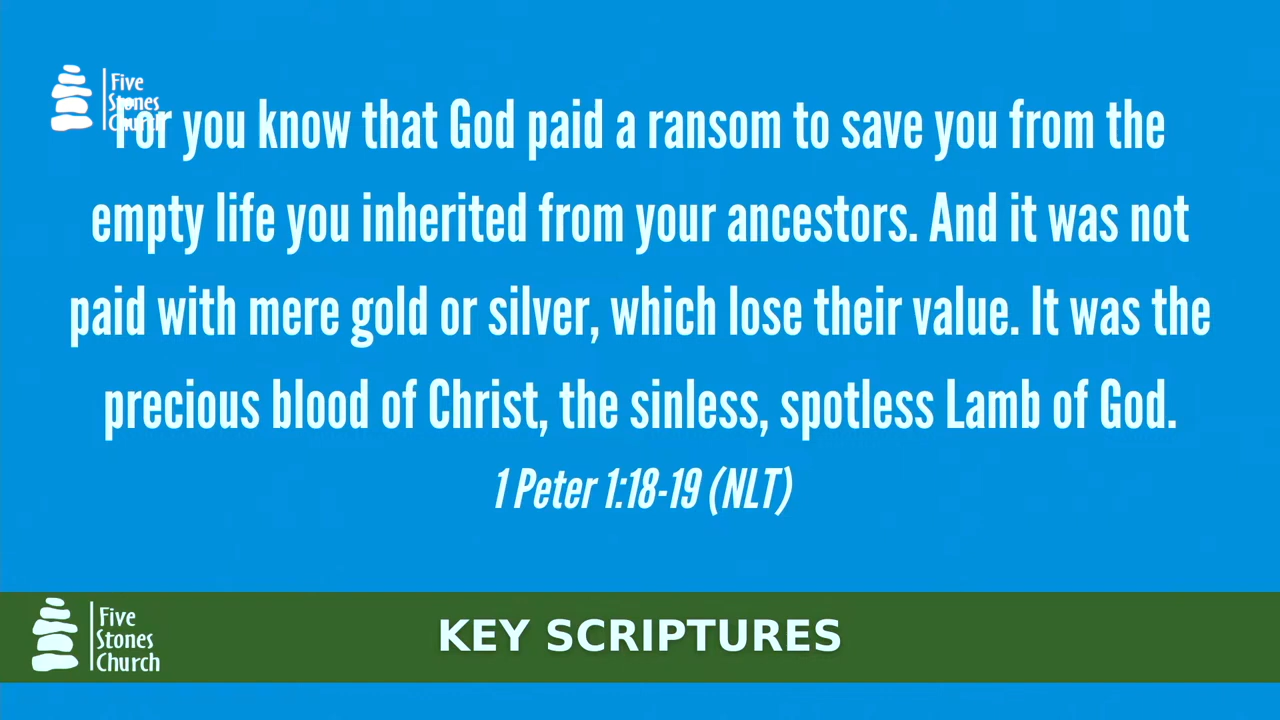 Five
Stones
Church
For you know that God paid a ransom to save you from the
empty life you inherited from your ancestors. And it was not
paid with mere gold or silver, which lose their value. It was the
precious blood of Christ, the sinless, spotless Lamb of God.
1 Peter 1:18-19 (NLT)
Five
Stones
Church
KEY SCRIPTURES